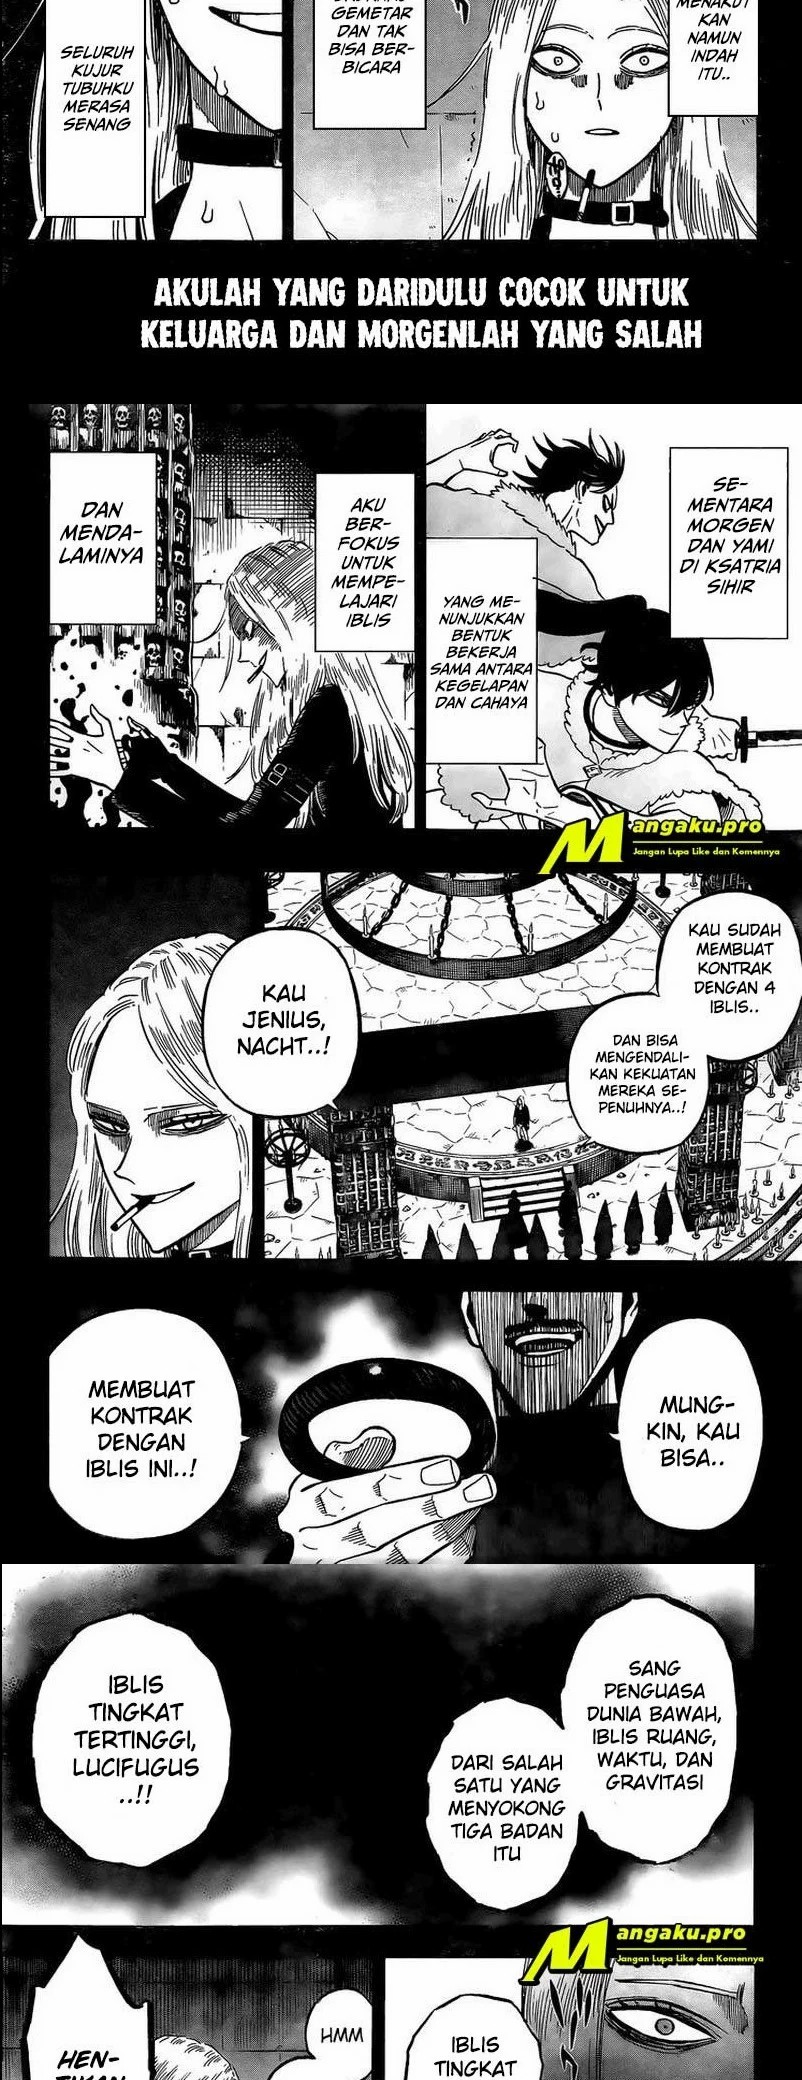 MENAKUT
KAN
NAMUN
INDAH
ITU..
GEMETAR
DAN TAK
BISA BER-
BICARA
SELURUH
KUJUR
TUBUHKU
MERASA
SENANG
AKULAH YANG DARIDULU COCOK UNTUK
KELUARGA DAN MORGENLAH YANG SALAH
SE-
MENTARA
MORGEN
DAN YAMI
DI KSATRIA
SIHIR
YANG ME-
NUNJUKKAN
BENTUK
BEKERJA
SAMA ANTARA
KEGELAPAN
DAN CAHAYA
AKU
BER-
FOKUS
UNTUK
MEMPE-
LAJARI
IBLIS
DAN
MENDA-
LAMINYA
Mangaku.pro
Jangan Lupa Like dan Komennya
KAU SUDAH
MEMBUAT
KONTRAK
DENGAN 4
IBLIS..
DAN BISA
MENGENDALI-
KAN KEKUATAN
MEREKA SE-
PENUHNYA..!
KAU
JENIUS,
NACHT..!
MUNG-
KIN, KAU
BISA..
MEMBUAT
KONTRAK
DENGAN
IBLIS INI..!
SANG
PENGUASA
DUNIA BAWAH,
IBLIS RUANG,
WAKTU, DAN
GRAVITASI
DARI SALAH
SATU YANG
MENYOKONG
TIGA BADAN
ITU
IBLIS
TINGKAT
TERTINGGI,
LUCIFUGUS
..!!
Mangaku.pro
Jangan Lupa Like dan Komennya
IBLIS
TINGKAT
HMM
HEN-
TIKAN